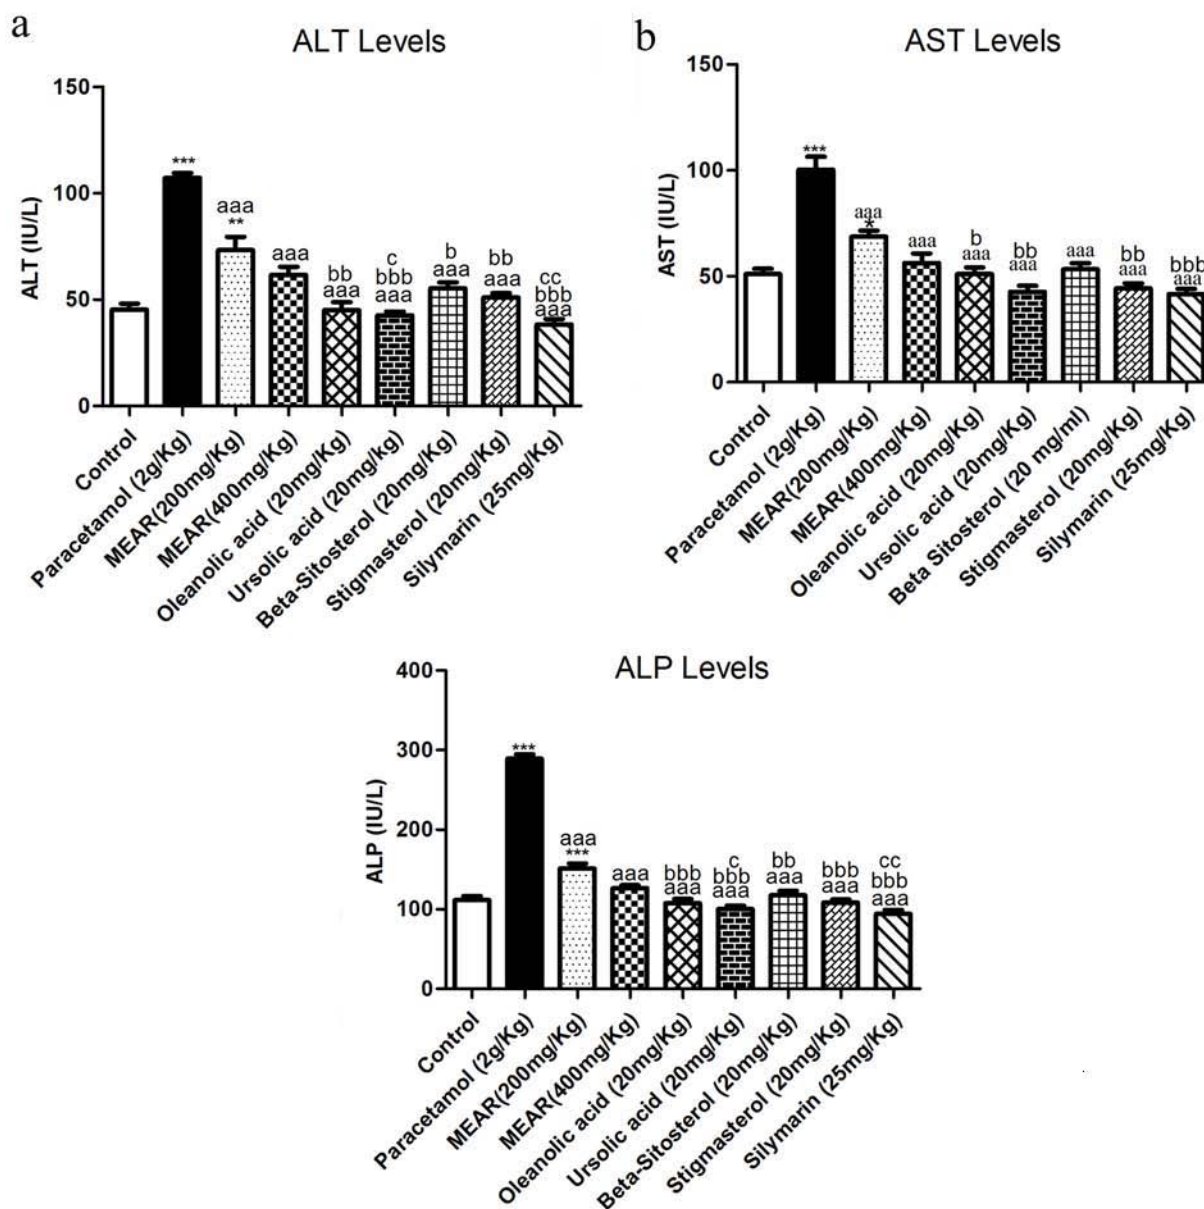 a
ALT Levels
ALT (IU/L)
150
100
50
0
***
aaa
**
aaa
bb
aaa
c
bbb
aaa
b
aaa
bb
aaa
cc
bbb
aaa
Control
Paracetamol (2g/Kg)
MEAR(200mg/Kg)
MEAR(400mg/Kg)
Oleanolic acid (20mg/Kg)
Ursolic acid (20mg/kg)
Beta-Sitosterol (20mg/Kg)
Stigmasterol (20mg/Kg)
Silymarin (25mg/Kg)
b
AST Levels
AST (IU/L)
150
100
50
0
***
aaa
*
aaa
b
aaa
bb
aaa
aaa
bb
aaa
bbb
aaa
Control
Paracetamol (2g/Kg)
MEAR(200mg/Kg)
MEAR(400mg/Kg)
Oleanolic acid (20mg/Kg)
Ursolic acid (20mg/Kg)
Beta Sitosterol (20 mg/ml)
Stigmasterol (20mg/Kg)
Silymarin (25mg/Kg)
ALP Levels
ALP (IU/L)
400
300
200
100
0
***
aaa
***
aaa
bbb
aaa
c
bbb
aaa
bb
aaa
bbb
aaa
cc
bbb
aaa
Control
Paracetamol (2g/Kg)
MEAR(200mg/Kg)
MEAR(400mg/Kg)
Oleanolic acid (20mg/Kg)
Ursolic acid (20mg/Kg)
Beta-Sitosterol (20mg/Kg)
Stigmasterol (20mg/Kg)
Silymarin (25mg/Kg)